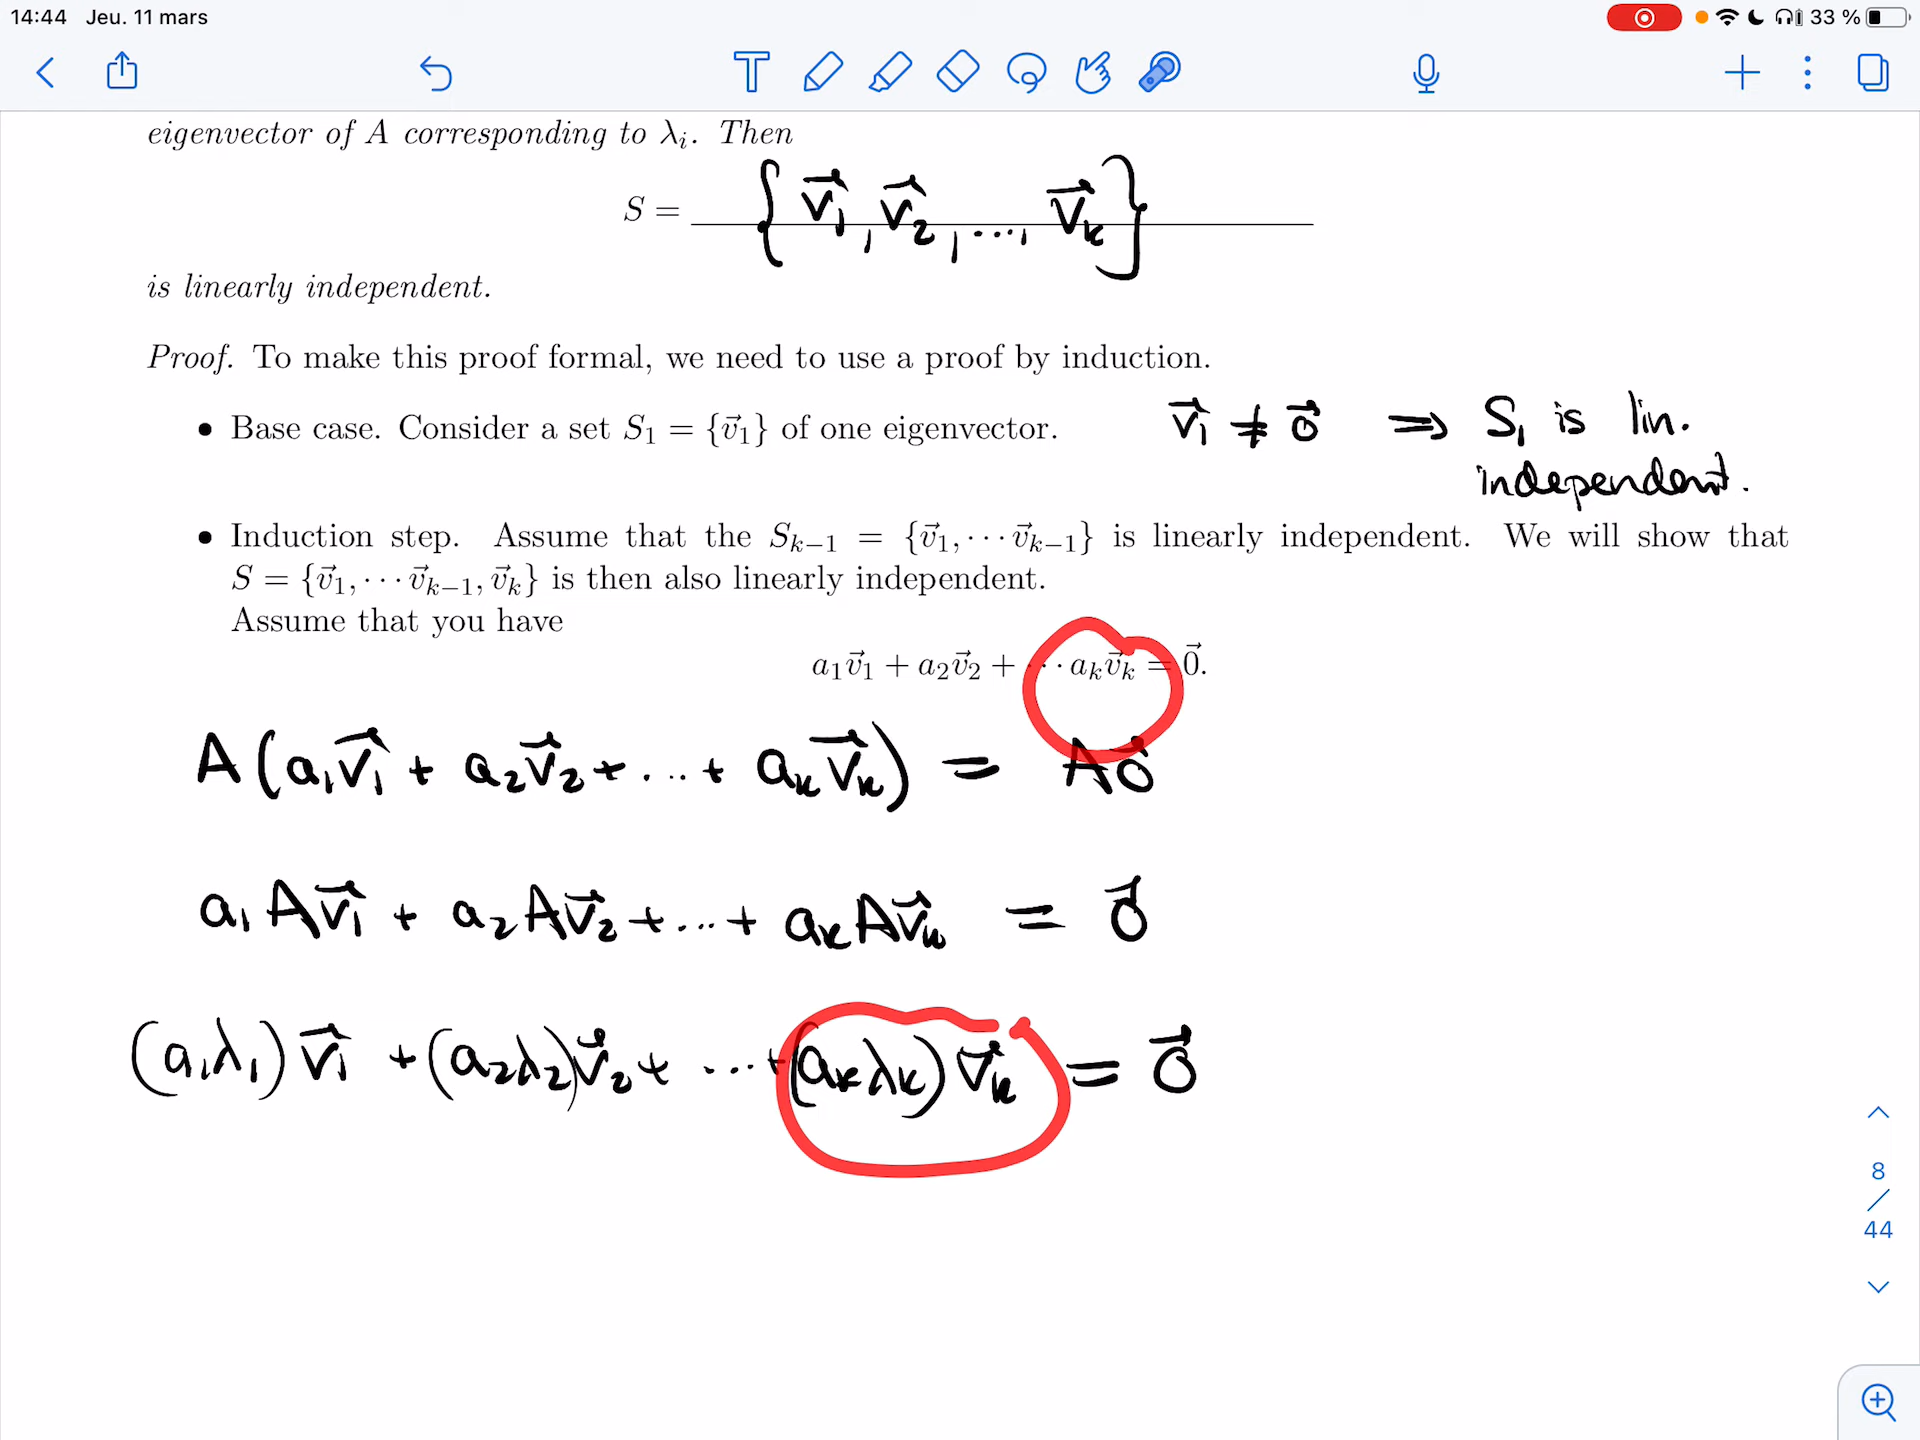 14:44 Jeu. 11 mars 33 %
T
eigenvector of A corresponding to λᵢ. Then
S = {v⃗₁, v⃗₂, ..., v⃗ₖ}
is linearly independent.
Proof. To make this proof formal, we need to use a proof by induction.
• Base case. Consider a set S₁ = {v⃗₁} of one eigenvector. v⃗₁ ≠ 0⃗ ⇒ S₁ is lin.
independent.
• Induction step. Assume that the Sₖ₋₁ = {v⃗₁, ⋯ v⃗ₖ₋₁} is linearly independent. We will show that
S = {v⃗₁, ⋯ v⃗ₖ₋₁, v⃗ₖ} is then also linearly independent.
Assume that you have
a₁v⃗₁ + a₂v⃗₂ + ⋯ aₖv⃗ₖ = 0⃗.
A(a₁v⃗₁ + a₂v⃗₂ + ... + aₖv⃗ₖ) = A0⃗
a₁Av⃗₁ + a₂Av⃗₂ + ... + aₖAv⃗ₖ = 0⃗
(a₁λ₁)v⃗₁ + (a₂λ₂)v⃗₂ + ... + (aₖλₖ)v⃗ₖ = 0⃗
8
/
44